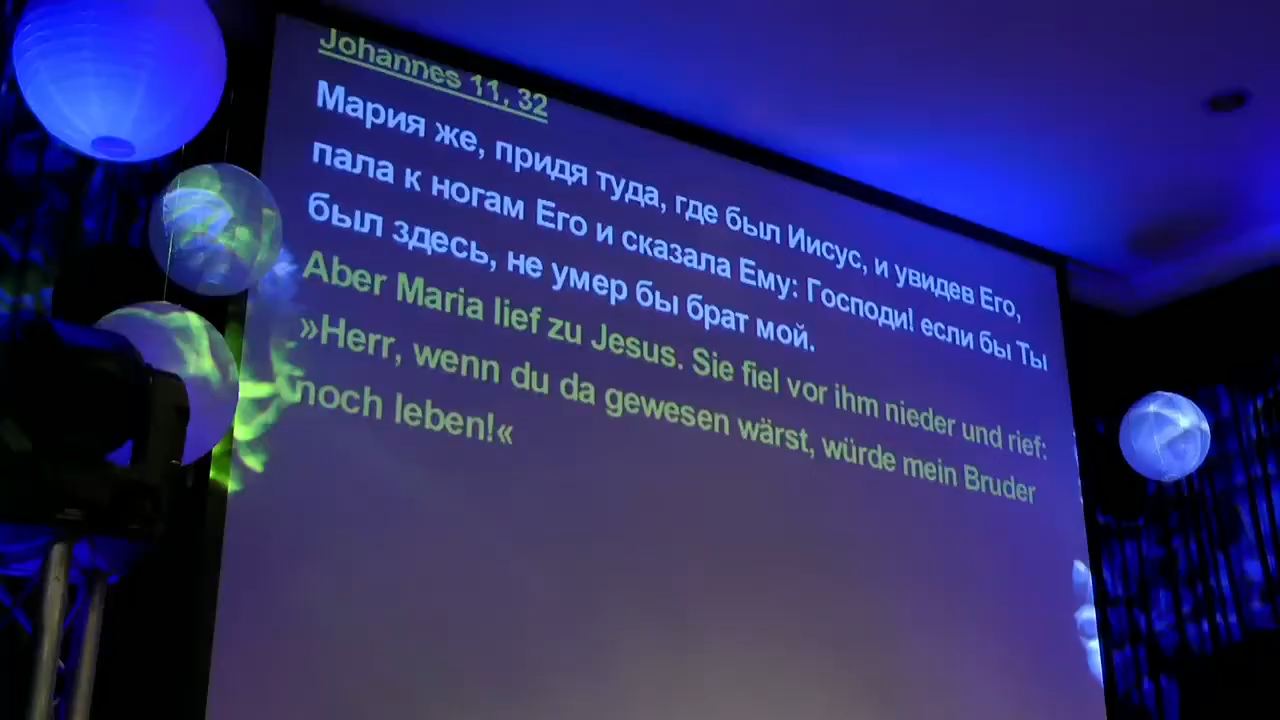 Johannes 11, 32
Мария же, придя туда, где был Иисус, и увидев Его,
пала к ногам Его и сказала Ему: Господи! если бы Ты
был здесь, не умер бы брат мой.
Aber Maria lief zu Jesus. Sie fiel vor ihm nieder und rief:
»Herr, wenn du da gewesen wärst, würde mein Bruder
noch leben!«